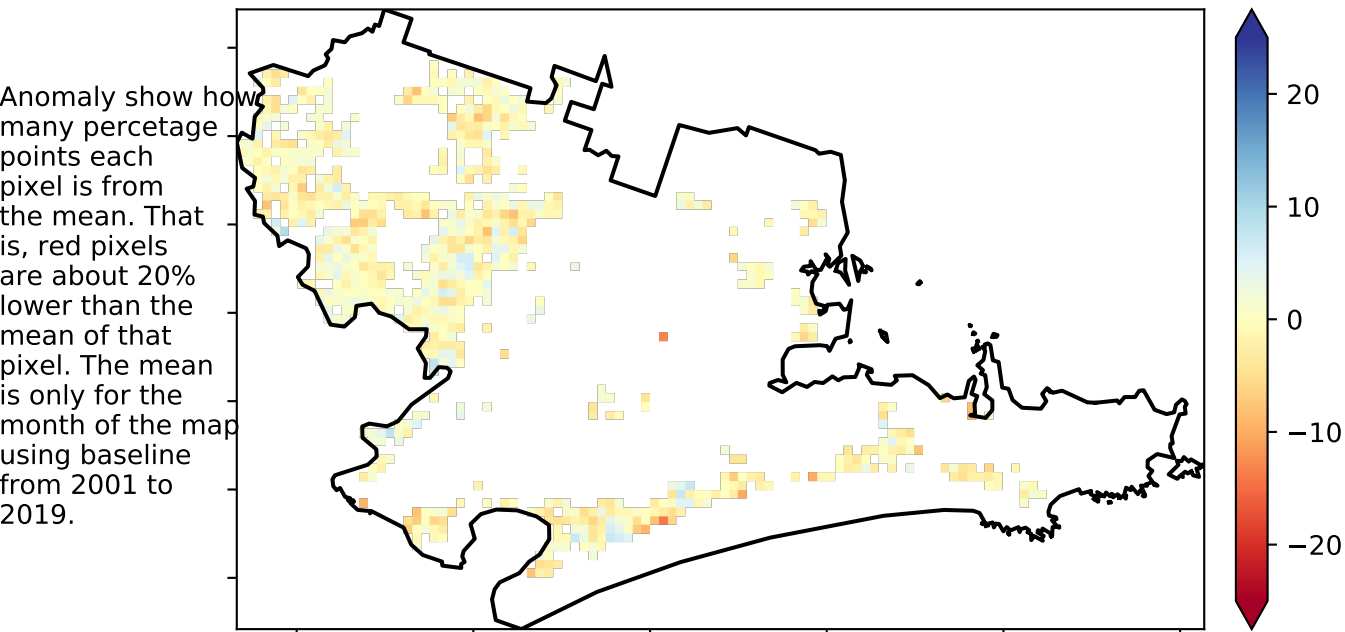 Anomaly show how
many percetage
points each
pixel is from
the mean. That
is, red pixels
are about 20%
lower than the
mean of that
pixel. The mean
is only for the
month of the map
using baseline
from 2001 to
2019.
20
10
0
−10
−20